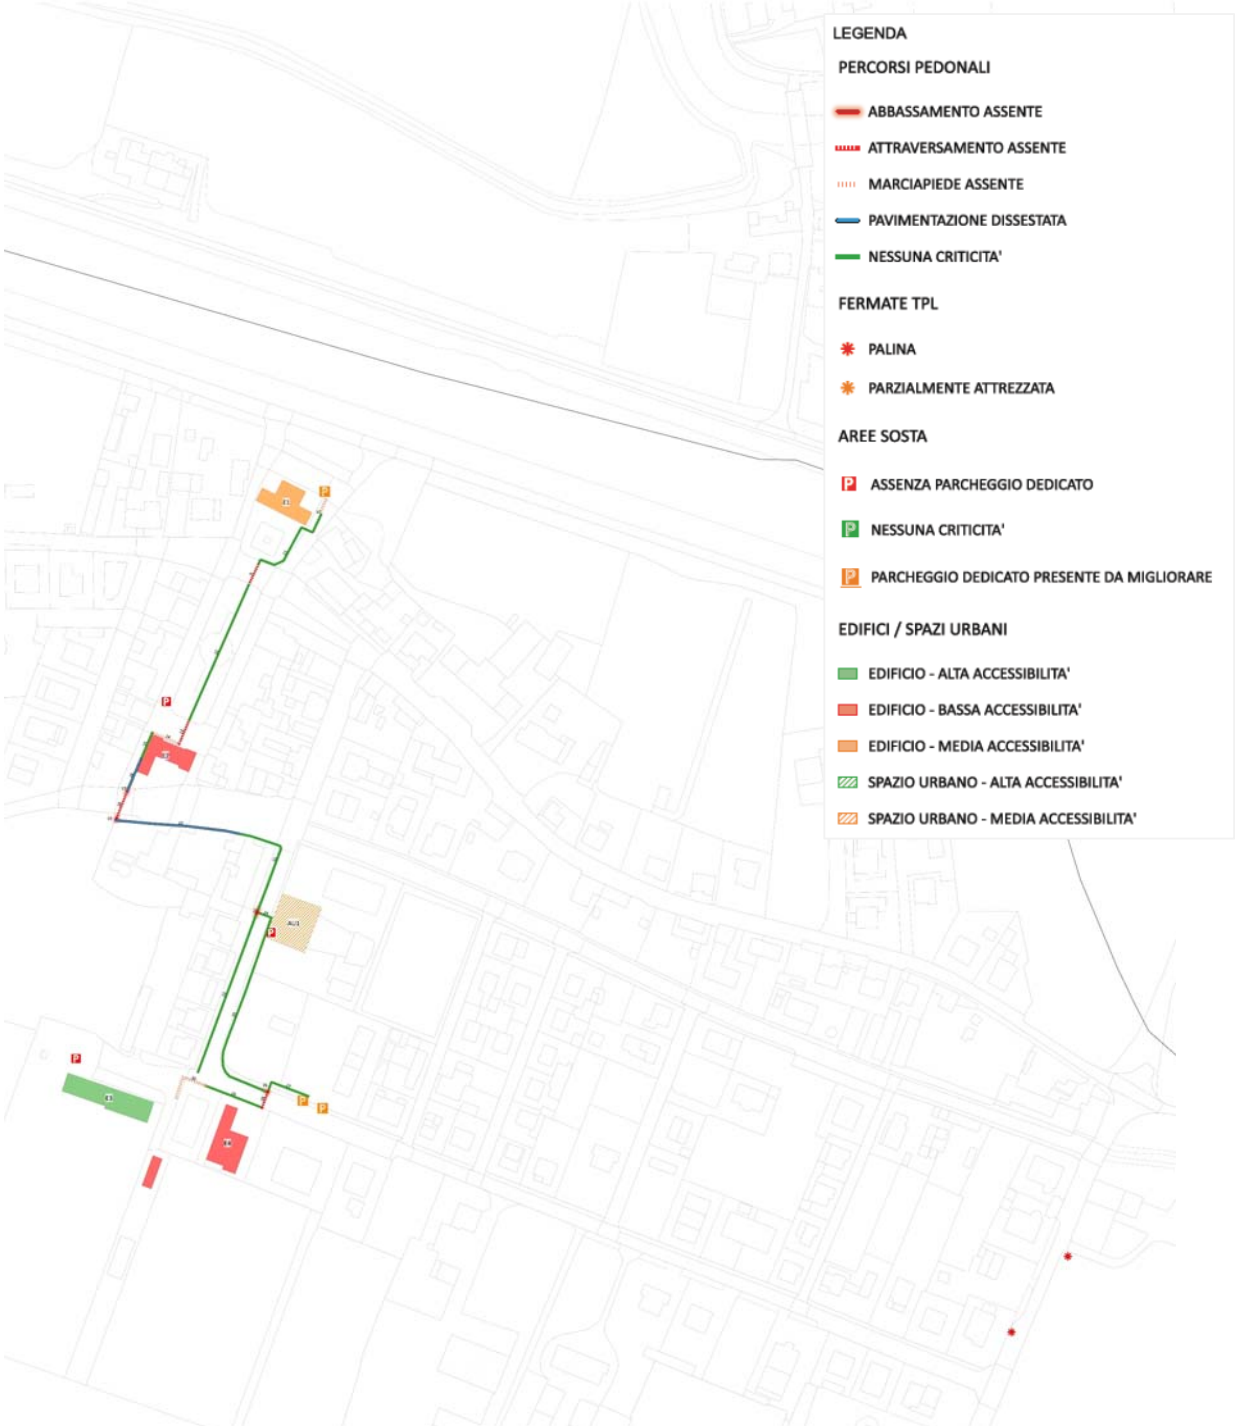 LEGENDA
PERCORSI PEDONALI
ABBASSAMENTO ASSENTE
ATTRAVERSAMENTO ASSENTE
MARCIAPIEDE ASSENTE
PAVIMENTAZIONE DISSESTATA
NESSUNA CRITICITA'
FERMATE TPL
PALINA
PARZIALMENTE ATTREZZATA
AREE SOSTA
P ASSENZA PARCHEGGIO DEDICATO
P NESSUNA CRITICITA'
P PARCHEGGIO DEDICATO PRESENTE DA MIGLIORARE
EDIFICI / SPAZI URBANI
EDIFICIO - ALTA ACCESSIBILITA'
EDIFICIO - BASSA ACCESSIBILITA'
EDIFICIO - MEDIA ACCESSIBILITA'
SPAZIO URBANO - ALTA ACCESSIBILITA'
SPAZIO URBANO - MEDIA ACCESSIBILITA'
P
P
AU1
P
P
E4
P
P